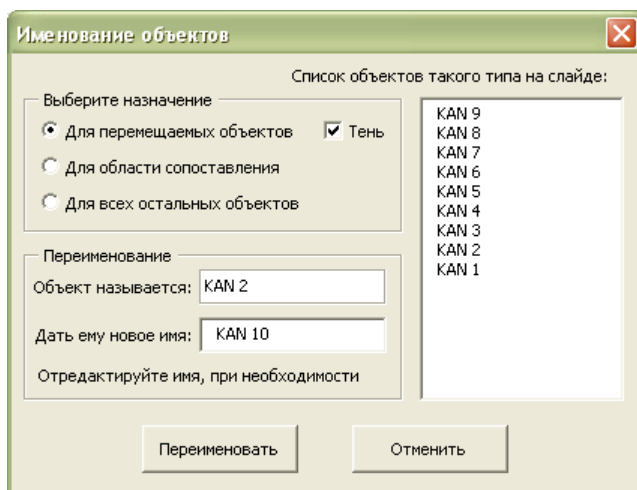 Именование объектов
Список объектов такого типа на слайде:
Выберите назначение
Для перемещаемых объектов
Тень
Для области сопоставления
Для всех остальных объектов
KAN 9
KAN 8
KAN 7
KAN 6
KAN 5
KAN 4
KAN 3
KAN 2
KAN 1
Переименование
Объект называется: KAN 2
Дать ему новое имя: KAN 10
Отредактируйте имя, при необходимости
Переименовать
Отменить